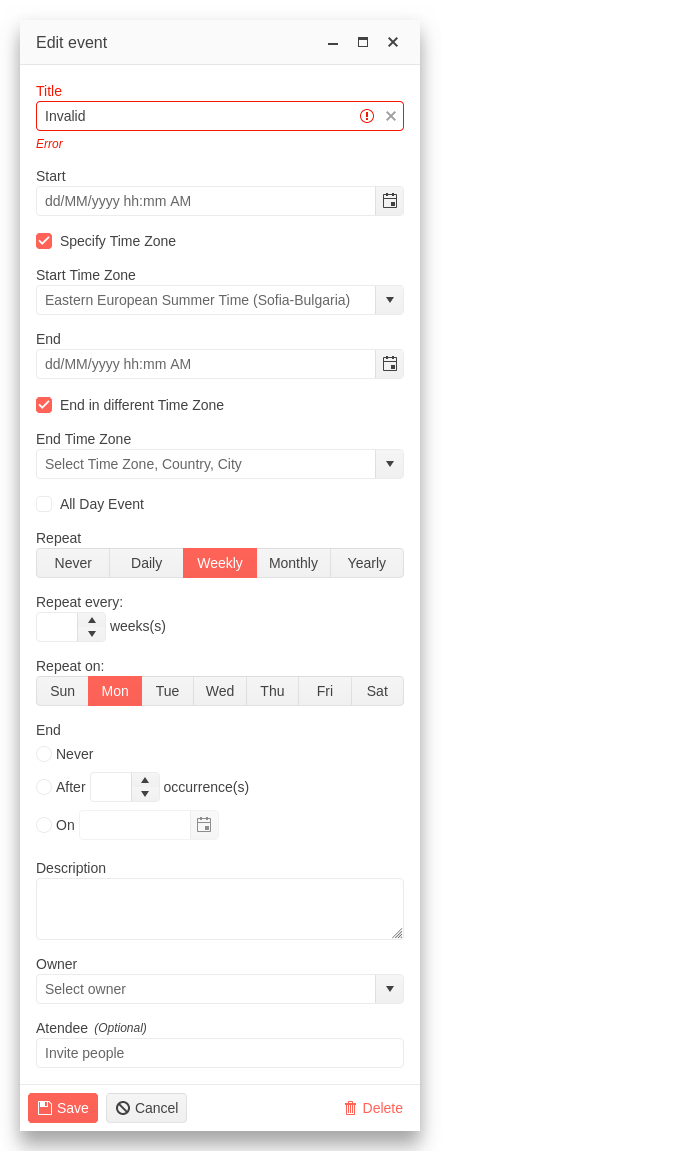 Edit event
Title
Invalid
Error
Start
dd/MM/yyyy hh:mm AM
Specify Time Zone
Start Time Zone
Eastern European Summer Time (Sofia-Bulgaria)
End
dd/MM/yyyy hh:mm AM
End in different Time Zone
End Time Zone
Select Time Zone, Country, City
All Day Event
Repeat
Never Daily Weekly Monthly Yearly
Repeat every:
weeks(s)
Repeat on:
Sun Mon Tue Wed Thu Fri Sat
End
Never
After occurrence(s)
On
Description
Owner
Select owner
Atendee (Optional)
Invite people
Save Cancel Delete